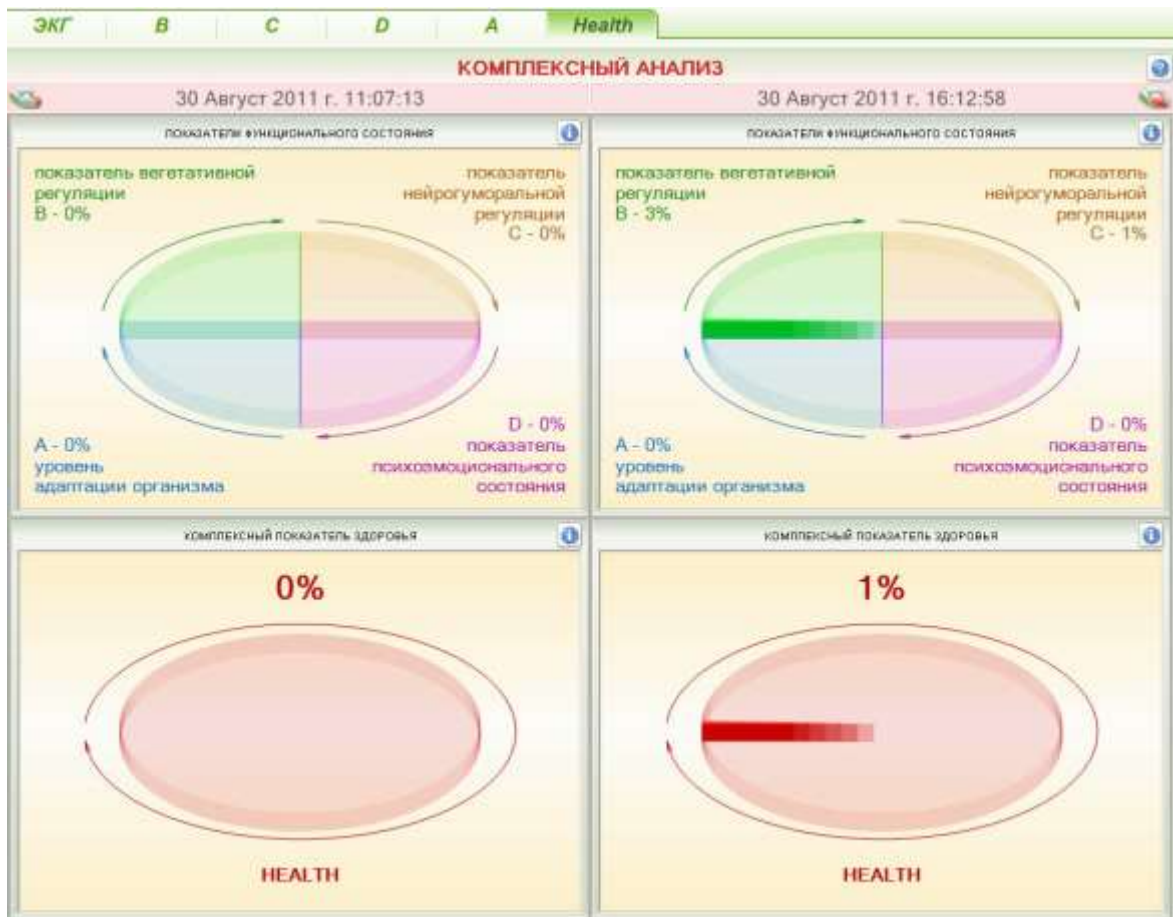 ЭКГ B C D A Health
КОМПЛЕКСНЫЙ АНАЛИЗ
30 Август 2011 г. 11:07:13
30 Август 2011 г. 16:12:58
ПОКАЗАТЕЛИ ФУНКЦИОНАЛЬНОГО СОСТОЯНИЯ
показатель вегетативной
регуляции
B - 0%
показатель
нейрогуморальной
регуляции
C - 0%
A - 0%
уровень
адаптации организма
D - 0%
показатель
психоэмоционального
состояния
ПОКАЗАТЕЛИ ФУНКЦИОНАЛЬНОГО СОСТОЯНИЯ
показатель вегетативной
регуляции
B - 3%
показатель
нейрогуморальной
регуляции
C - 1%
A - 0%
уровень
адаптации организма
D - 0%
показатель
психоэмоционального
состояния
КОМПЛЕКСНЫЙ ПОКАЗАТЕЛЬ ЗДОРОВЬЯ
0%
HEALTH
КОМПЛЕКСНЫЙ ПОКАЗАТЕЛЬ ЗДОРОВЬЯ
1%
HEALTH